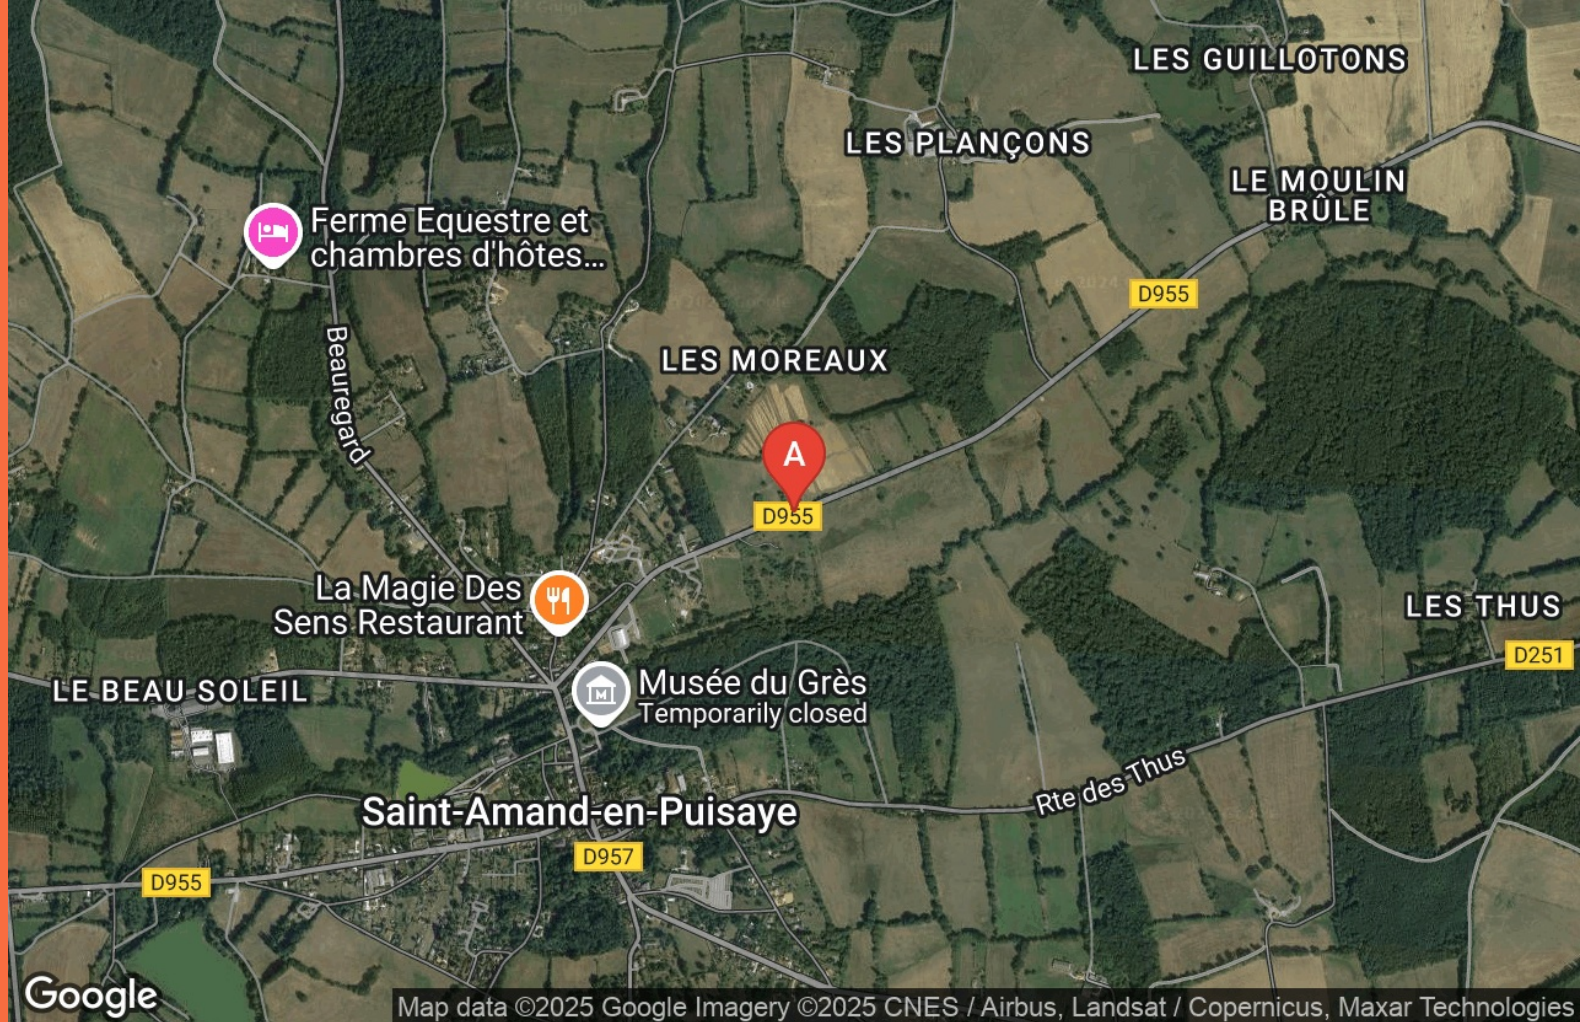 LES GUILLOTONS
LES PLANÇONS
LE MOULIN
BRÛLE
Ferme Equestre et
chambres d'hôtes...
D955
Beauregard
LES MOREAUX
A
D955
La Magie Des
Sens Restaurant
LES THUS
D251
LE BEAU SOLEIL
Musée du Grès
Temporarily closed
Rte des Thus
Saint-Amand-en-Puisaye
D957
D955
Google
Map data ©2025 Google Imagery ©2025 CNES / Airbus, Landsat / Copernicus, Maxar Technologies